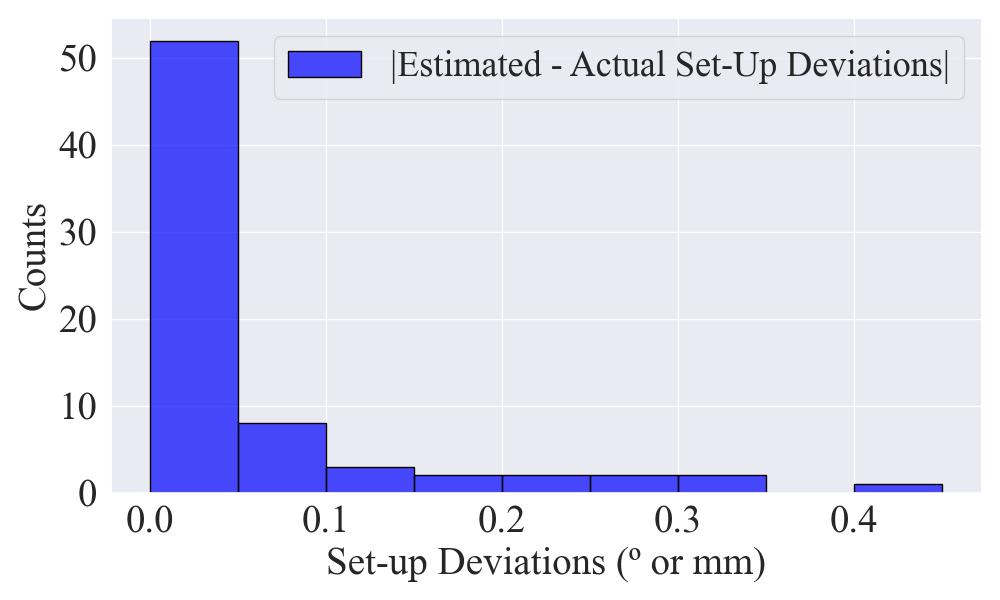 |Estimated - Actual Set-Up Deviations|
50
40
30
20
10
0
Counts
0.0 0.1 0.2 0.3 0.4
Set-up Deviations (º or mm)